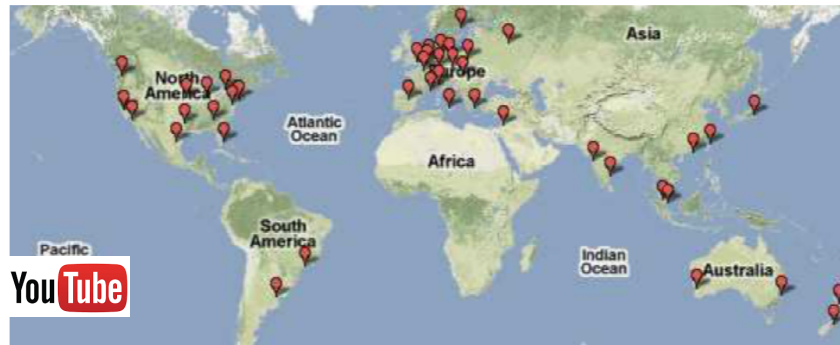 Asia
North
America
Europe
Atlantic
Ocean
Africa
South
America
Pacific
Indian
Ocean
Australia
YouTube